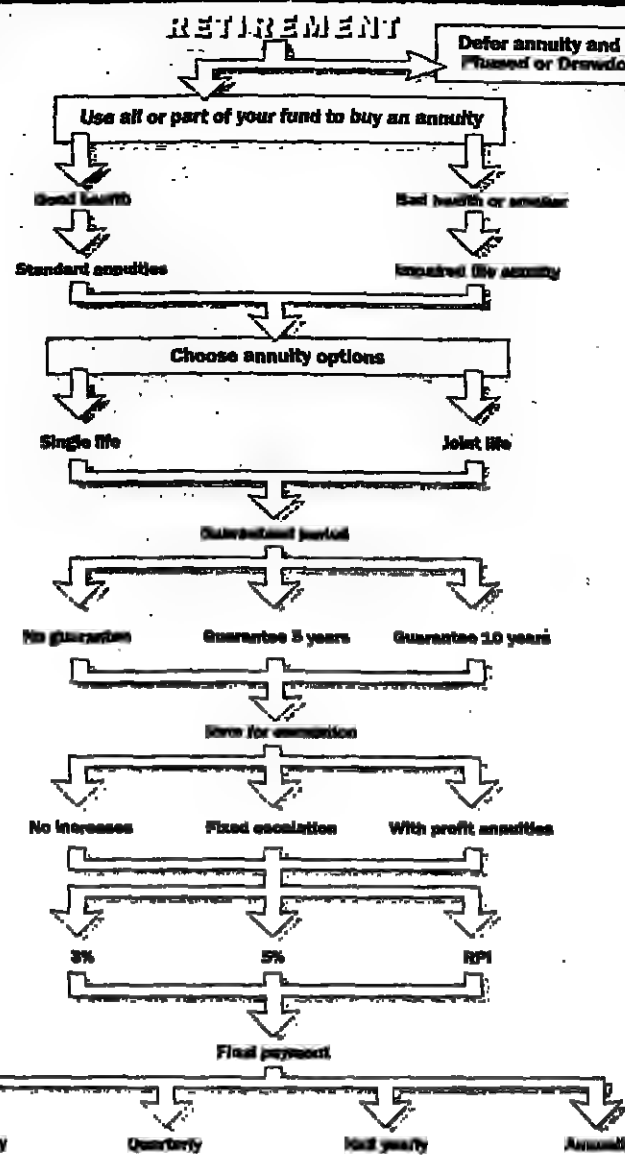 RETIREMENT
Defer annuity and
Phased or Drawdo
Use all or part of your fund to buy an annuity
Good health
Bad health or smoker
Standard annuities
Impaired life annuity
Choose annuity options
Single life
Joint life
Guaranteed period
No guarantee
Guarantee 5 years
Guarantee 10 years
for escalation
No increases
Fixed escalation
With profit annuities
3%
5%
RPI
Final payment
Quarterly
Half yearly